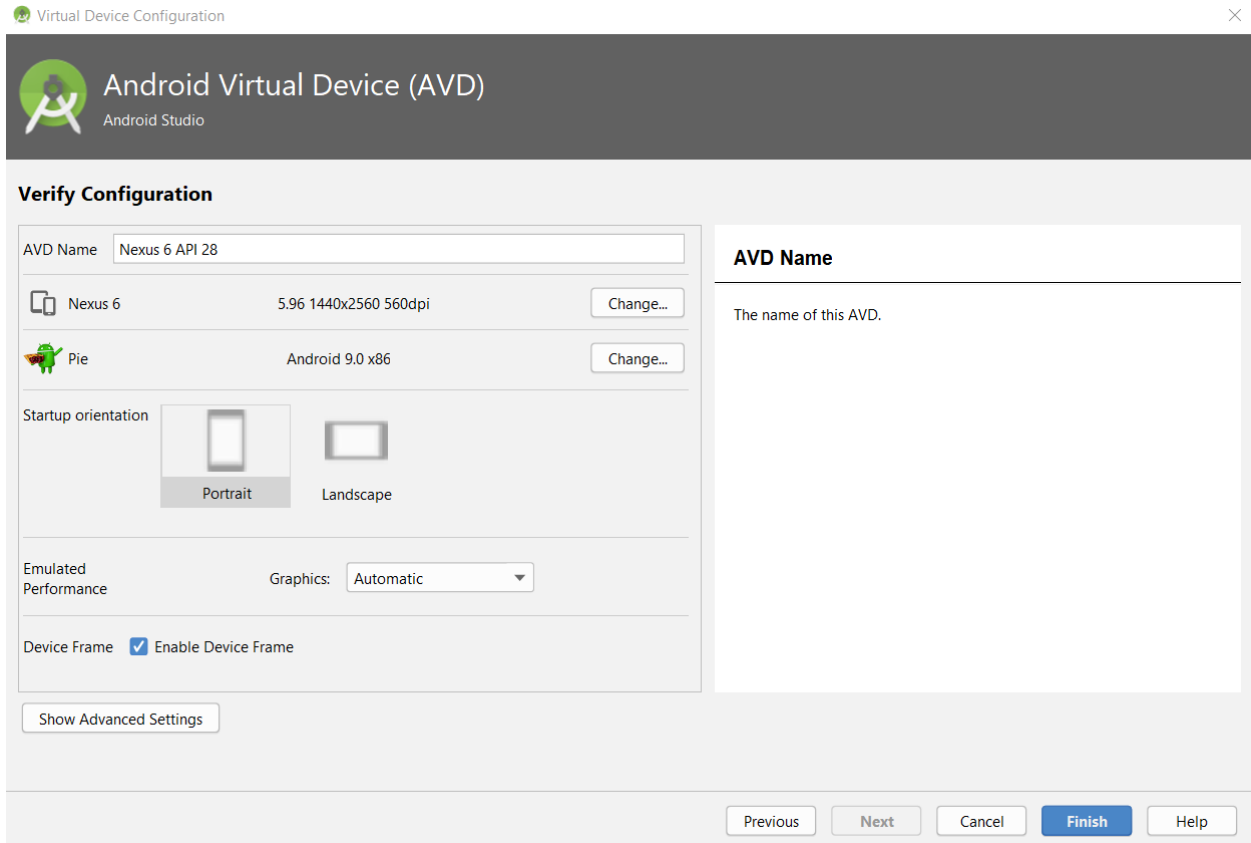 Virtual Device Configuration
Android Virtual Device (AVD)
Android Studio
Verify Configuration
AVD Name Nexus 6 API 28
Nexus 6 5.96 1440x2560 560dpi Change...
Pie Android 9.0 x86 Change...
Startup orientation
Portrait Landscape
Emulated
Performance
Graphics: Automatic
Device Frame Enable Device Frame
Show Advanced Settings
AVD Name
The name of this AVD.
Previous Next Cancel Finish Help